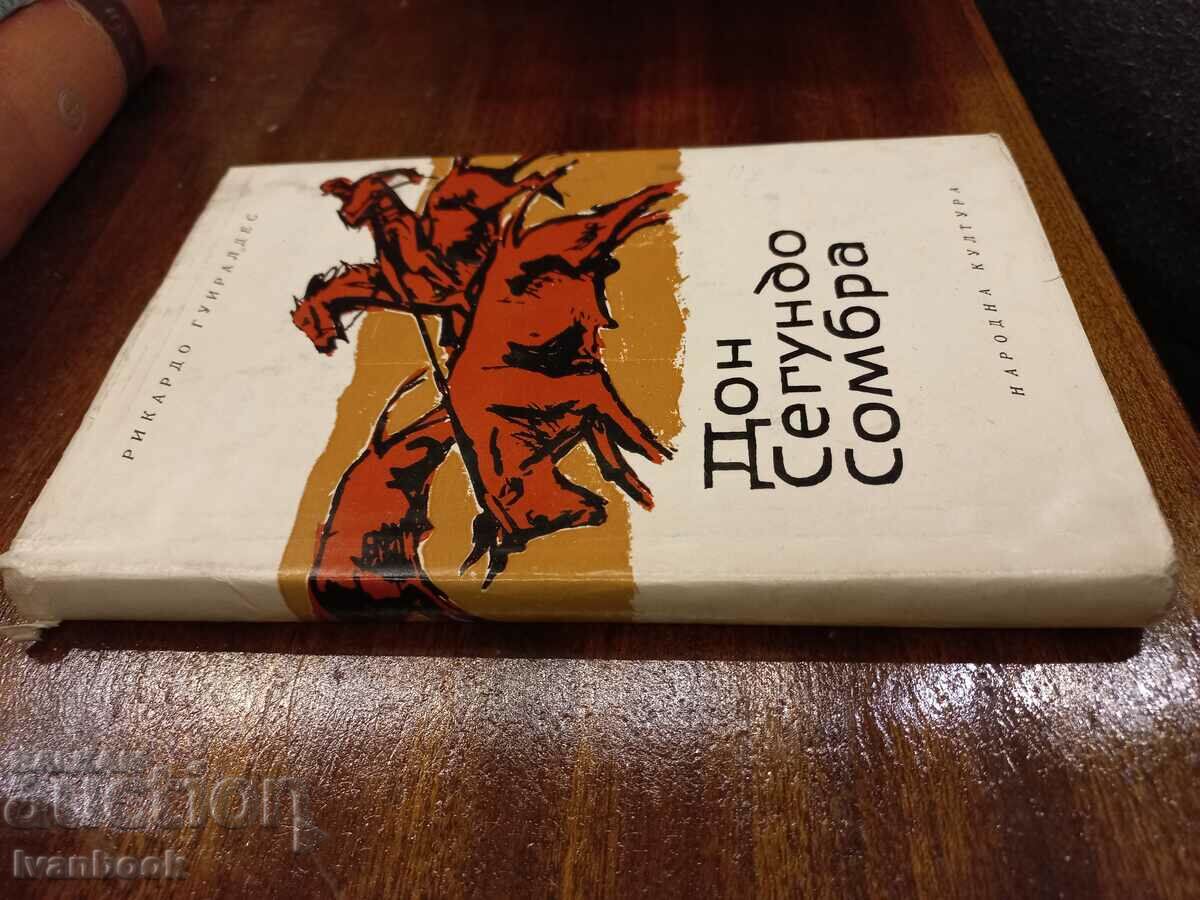 РИКАРДО ГУИРАЛДЕС
Дон
Сегундо
Сомбра
НАРОДНА КУЛТУРА
auction
Ivanbook